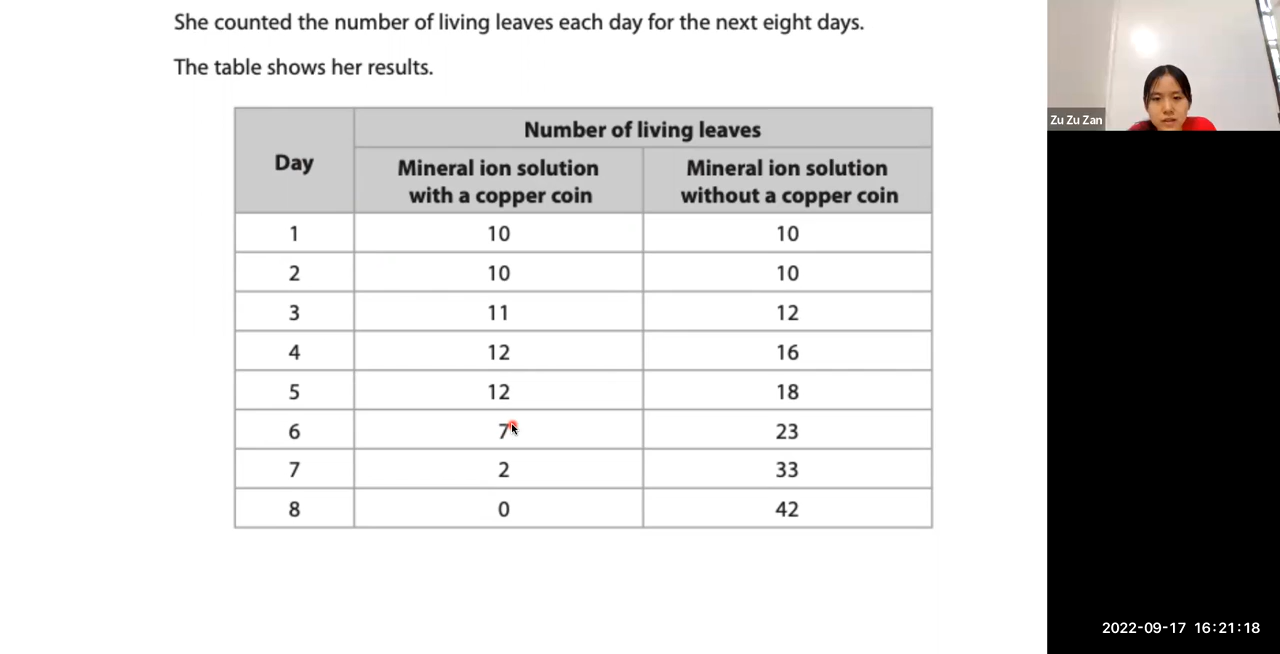 She counted the number of living leaves each day for the next eight days.
The table shows her results.
Number of living leaves
Day
Mineral ion solution
with a copper coin
Mineral ion solution
without a copper coin
1 10 10
2 10 10
3 11 12
4 12 16
5 12 18
6 7 23
7 2 33
8 0 42
Zu Zu Zan
2022-09-17 16:21:18